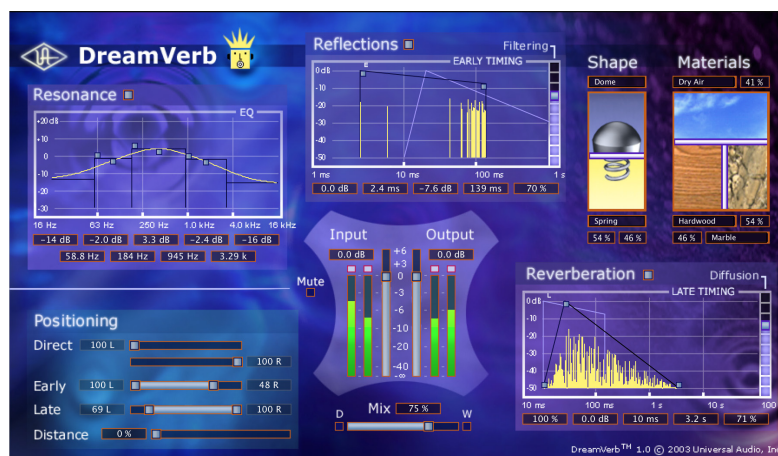 UA DreamVerb
Resonance
EQ
+20dB
+10
0
-10
-20
-30
16 Hz 63 Hz 250 Hz 1.0 kHz 4.0 kHz 16 kHz
-14 dB -2.0 dB 3.3 dB -2.4 dB -16 dB
58.8 Hz 184 Hz 945 Hz 3.29 k
Reflections Filtering
EARLY TIMING
E
0dB
-10
-20
-30
-40
-50
1 ms 10 ms 100 ms 1 s
0.0 dB 2.4 ms -7.6 dB 139 ms 70 %
Shape
Dome
Spring
54 % 46 %
Materials
Dry Air 41 %
Hardwood 54 %
46 % Marble
Input Output
0.0 dB 0.0 dB
+6
+3
0
-3
-6
-10
-20
-40
-∞
Mute
Mix 75 %
D W
Positioning
Direct 100 L
100 R
Early 100 L 48 R
Late 69 L 100 R
Distance 0 %
Reverberation Diffusion
LATE TIMING
L
0dB
-10
-20
-30
-40
-50
10 ms 100 ms 1 s 10 s 100
100 % 0.0 dB 10 ms 3.2 s 71 %
DreamVerb™ 1.0 © 2003 Universal Audio, Inc